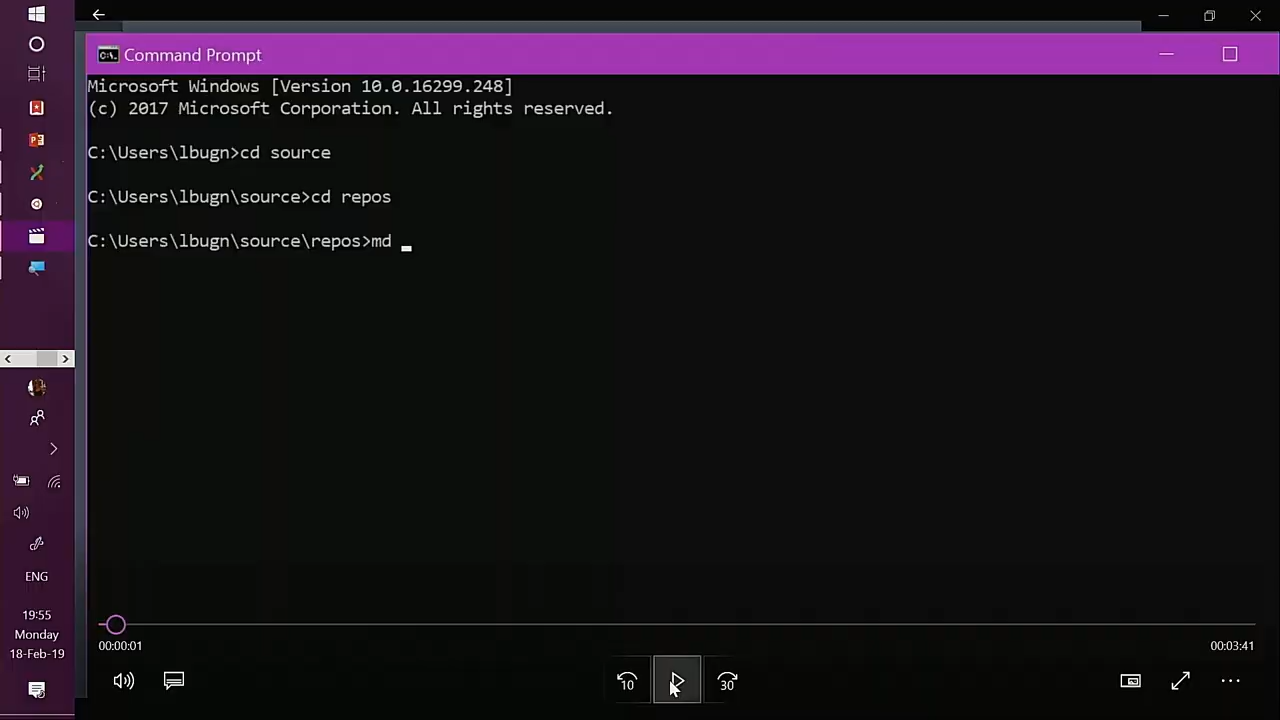 Command Prompt
Microsoft Windows [Version 10.0.16299.248]
(c) 2017 Microsoft Corporation. All rights reserved.
C:\Users\lbugn>cd source
C:\Users\lbugn\source>cd repos
C:\Users\lbugn\source\repos>md _
ENG
19:55
Monday
18-Feb-19
00:00:01
00:03:41
10
30